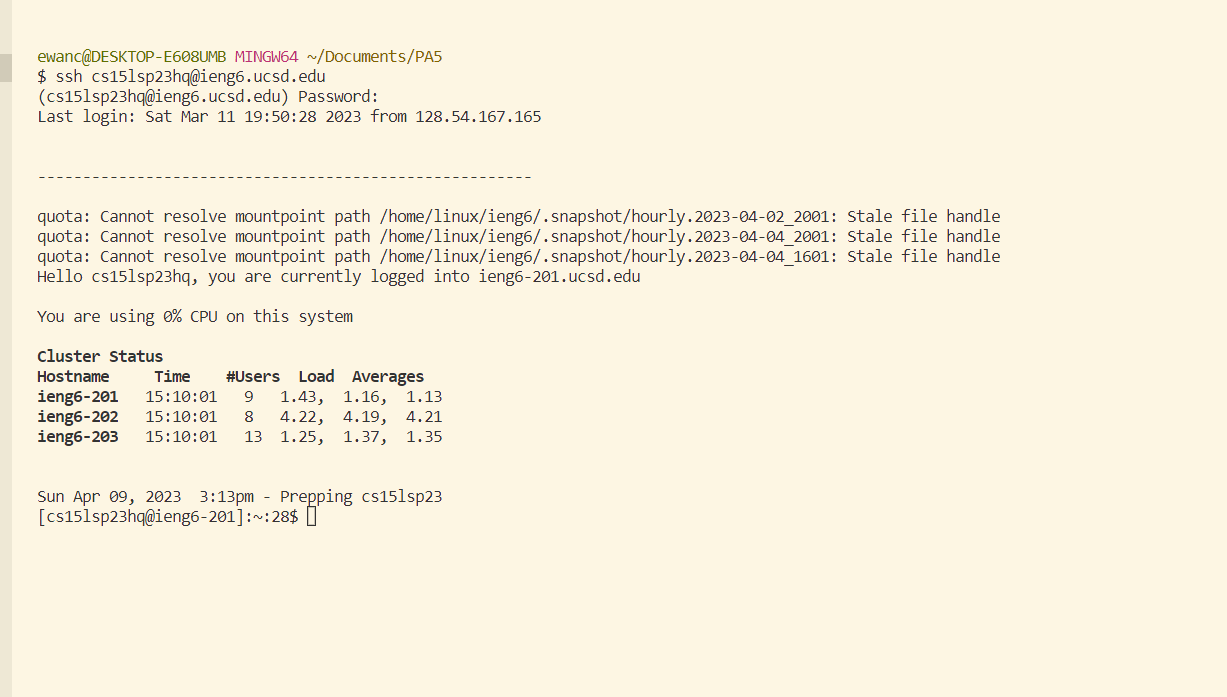 ewanc@DESKTOP-E608UMB MINGW64 ~/Documents/PA5
$ ssh cs15lsp23hq@ieng6.ucsd.edu
(cs15lsp23hq@ieng6.ucsd.edu) Password:
Last login: Sat Mar 11 19:50:28 2023 from 128.54.167.165
-------------------------------------------------------
quota: Cannot resolve mountpoint path /home/linux/ieng6/.snapshot/hourly.2023-04-02_2001: Stale file handle
quota: Cannot resolve mountpoint path /home/linux/ieng6/.snapshot/hourly.2023-04-04_2001: Stale file handle
quota: Cannot resolve mountpoint path /home/linux/ieng6/.snapshot/hourly.2023-04-04_1601: Stale file handle
Hello cs15lsp23hq, you are currently logged into ieng6-201.ucsd.edu
You are using 0% CPU on this system
Cluster Status
Hostname     Time    #Users  Load  Averages
ieng6-201   15:10:01   9   1.43,  1.16,  1.13
ieng6-202   15:10:01   8   4.22,  4.19,  4.21
ieng6-203   15:10:01   13  1.25,  1.37,  1.35
Sun Apr 09, 2023  3:13pm - Prepping cs15lsp23
[cs15lsp23hq@ieng6-201]:~:28$